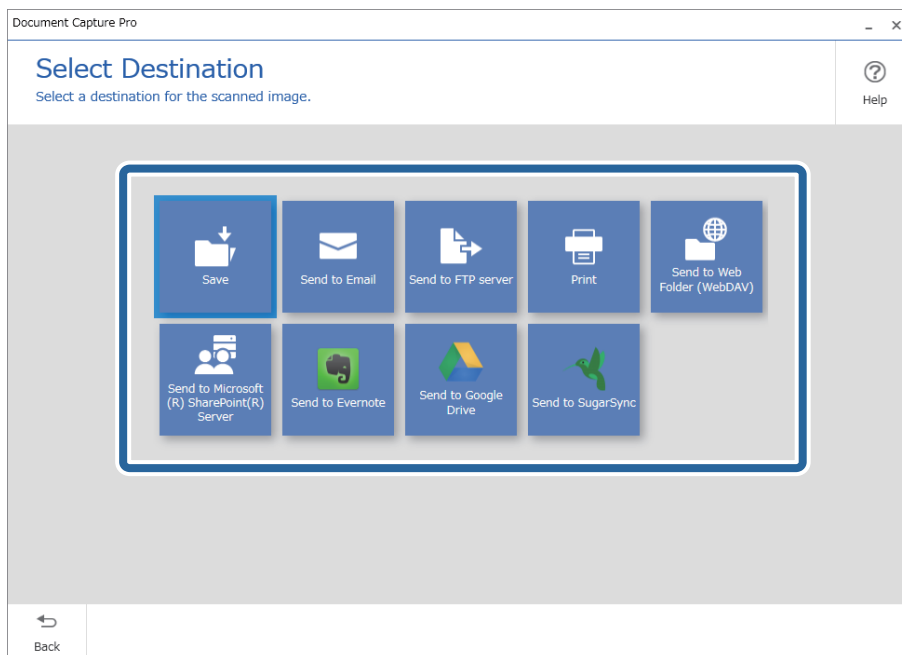 Document Capture Pro
Select Destination
Select a destination for the scanned image.
Help
Save
Send to Email
Send to FTP server
Print
Send to Web
Folder (WebDAV)
Send to Microsoft
(R) SharePoint(R)
Server
Send to Evernote
Send to Google
Drive
Send to SugarSync
Back